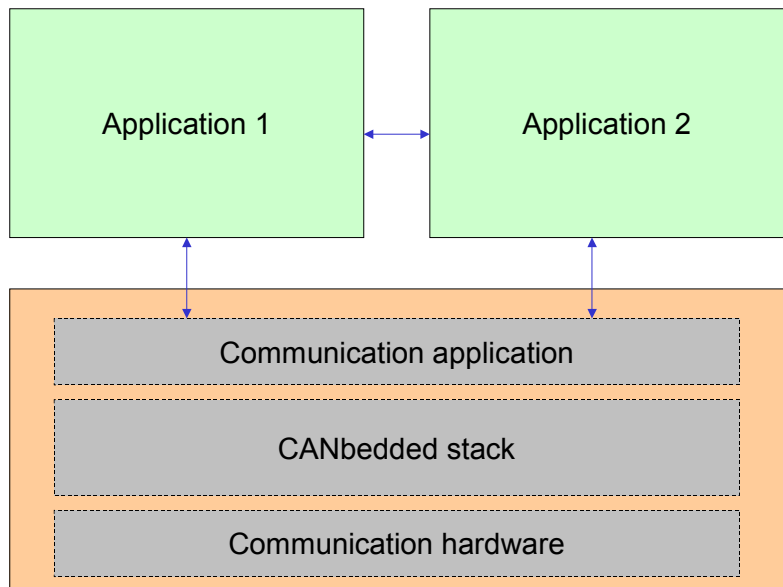 Application 1
Application 2
Communication application
CANbedded stack
Communication hardware